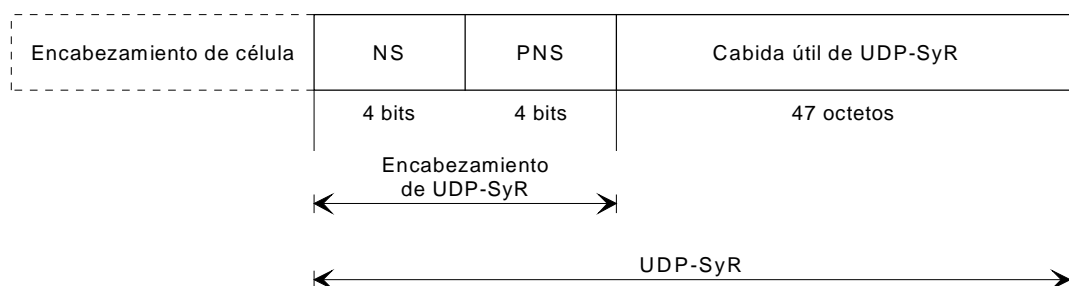 Encabezamiento de célula
NS
PNS
Cabida útil de UDP-SyR
4 bits
4 bits
47 octetos
Encabezamiento
de UDP-SyR
UDP-SyR